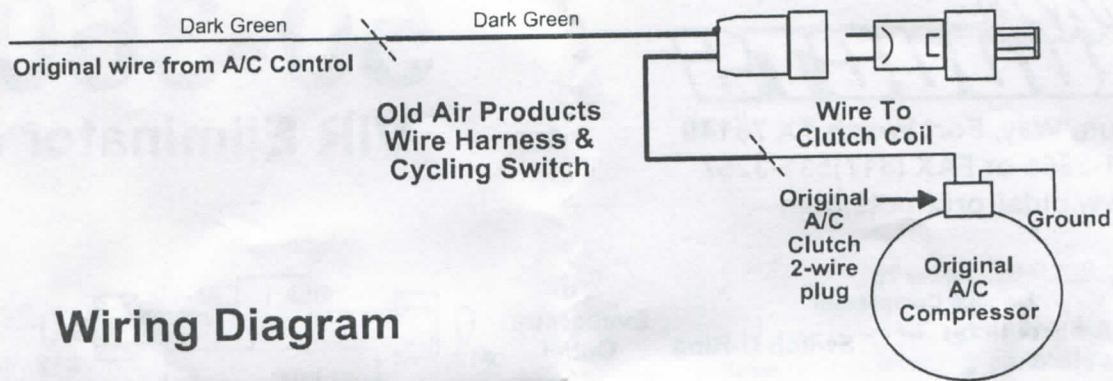 Dark Green
Dark Green
Original wire from A/C Control
Old Air Products
Wire Harness &
Cycling Switch
Wire To
Clutch Coil
Original
A/C
Clutch
2-wire
plug
Ground
Original
A/C
Compressor
Wiring Diagram